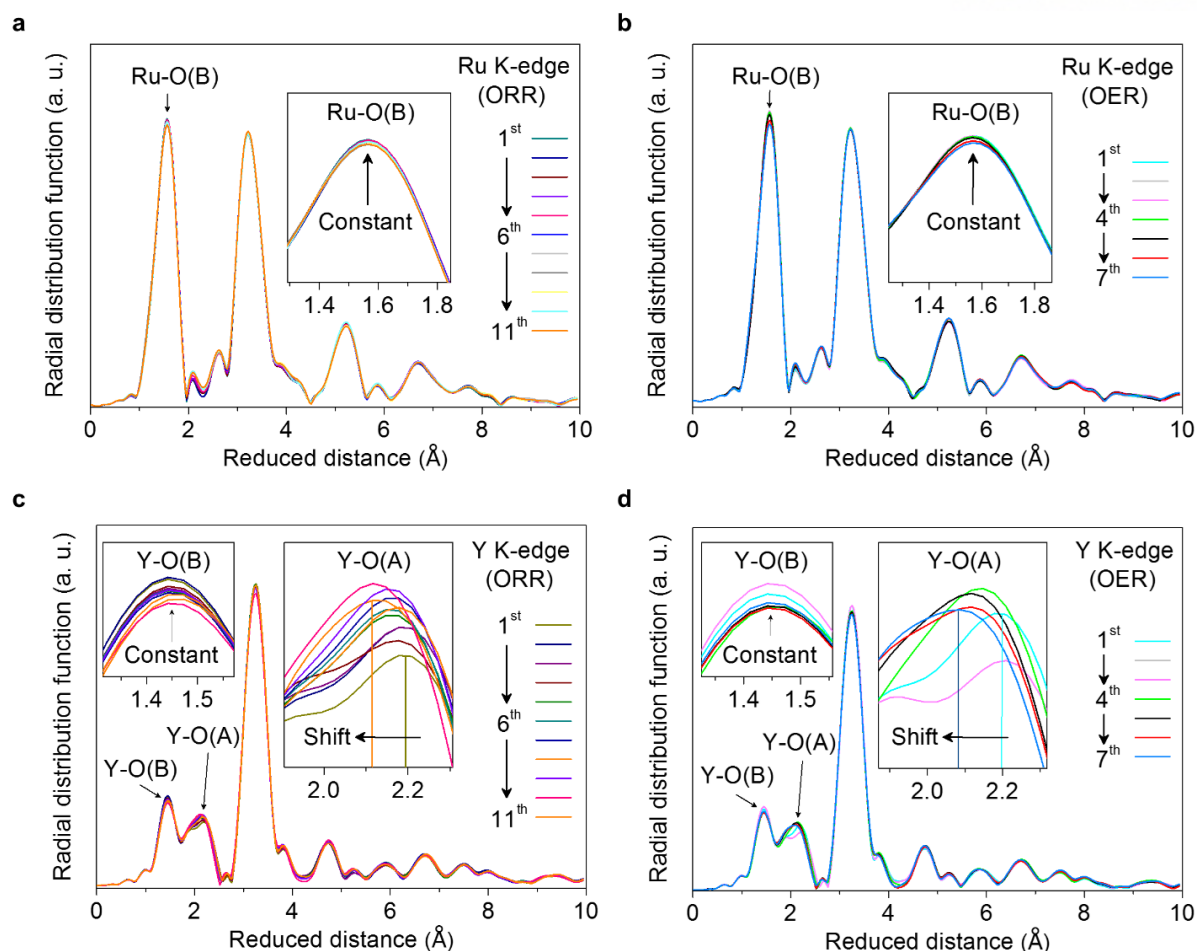 a
Ru-O(B)
Ru K-edge
(ORR)
Ru-O(B)
Constant
1.4 1.6 1.8
1st
6th
11th
Radial distribution function (a. u.)
0 2 4 6 8 10
Reduced distance (Å)
b
Ru-O(B)
Ru K-edge
(OER)
Ru-O(B)
Constant
1.4 1.6 1.8
1st
4th
7th
Radial distribution function (a. u.)
0 2 4 6 8 10
Reduced distance (Å)
c
Y-O(B)
Constant
1.4 1.5
Y-O(A)
Shift
2.0 2.2
Y K-edge
(ORR)
1st
6th
11th
Y-O(A)
Y-O(B)
Radial distribution function (a. u.)
0 2 4 6 8 10
Reduced distance (Å)
d
Y-O(B)
Constant
1.4 1.5
Y-O(A)
Shift
2.0 2.1 2.2
Y K-edge
(OER)
1st
4th
7th
Y-O(A)
Y-O(B)
Radial distribution function (a. u.)
0 2 4 6 8 10
Reduced distance (Å)